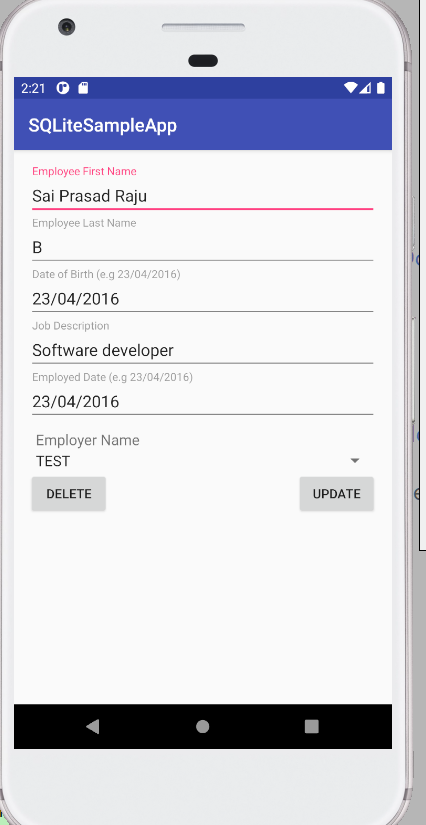 2:21
SQLiteSampleApp
Employee First Name
Sai Prasad Raju
Employee Last Name
B
Date of Birth (e.g 23/04/2016)
23/04/2016
Job Description
Software developer
Employed Date (e.g 23/04/2016)
23/04/2016
Employer Name
TEST
DELETE UPDATE